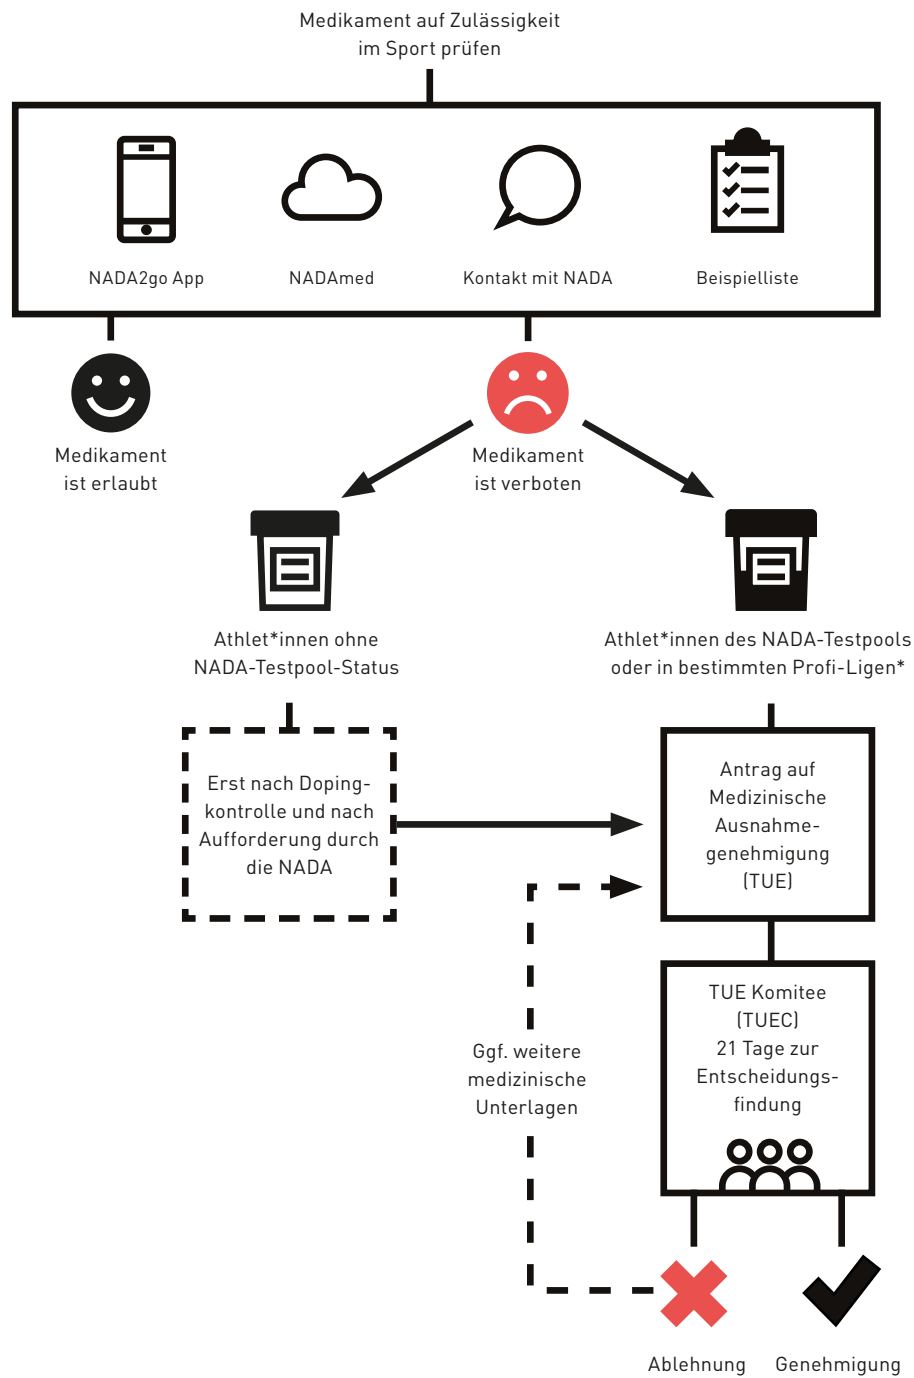 Medikament auf Zulässigkeit
im Sport prüfen
NADA2go App
NADAmed
Kontakt mit NADA
Beispielliste
Medikament
ist erlaubt
Medikament
ist verboten
Athlet*innen ohne
NADA-Testpool-Status
Athlet*innen des NADA-Testpools
oder in bestimmten Profi-Ligen*
Erst nach Doping-
kontrolle und nach
Aufforderung durch
die NADA
Antrag auf
Medizinische
Ausnahme-
genehmigung
(TUE)
TUE Komitee
(TUEC)
21 Tage zur
Entscheidungs-
findung
Ggf. weitere
medizinische
Unterlagen
Ablehnung
Genehmigung